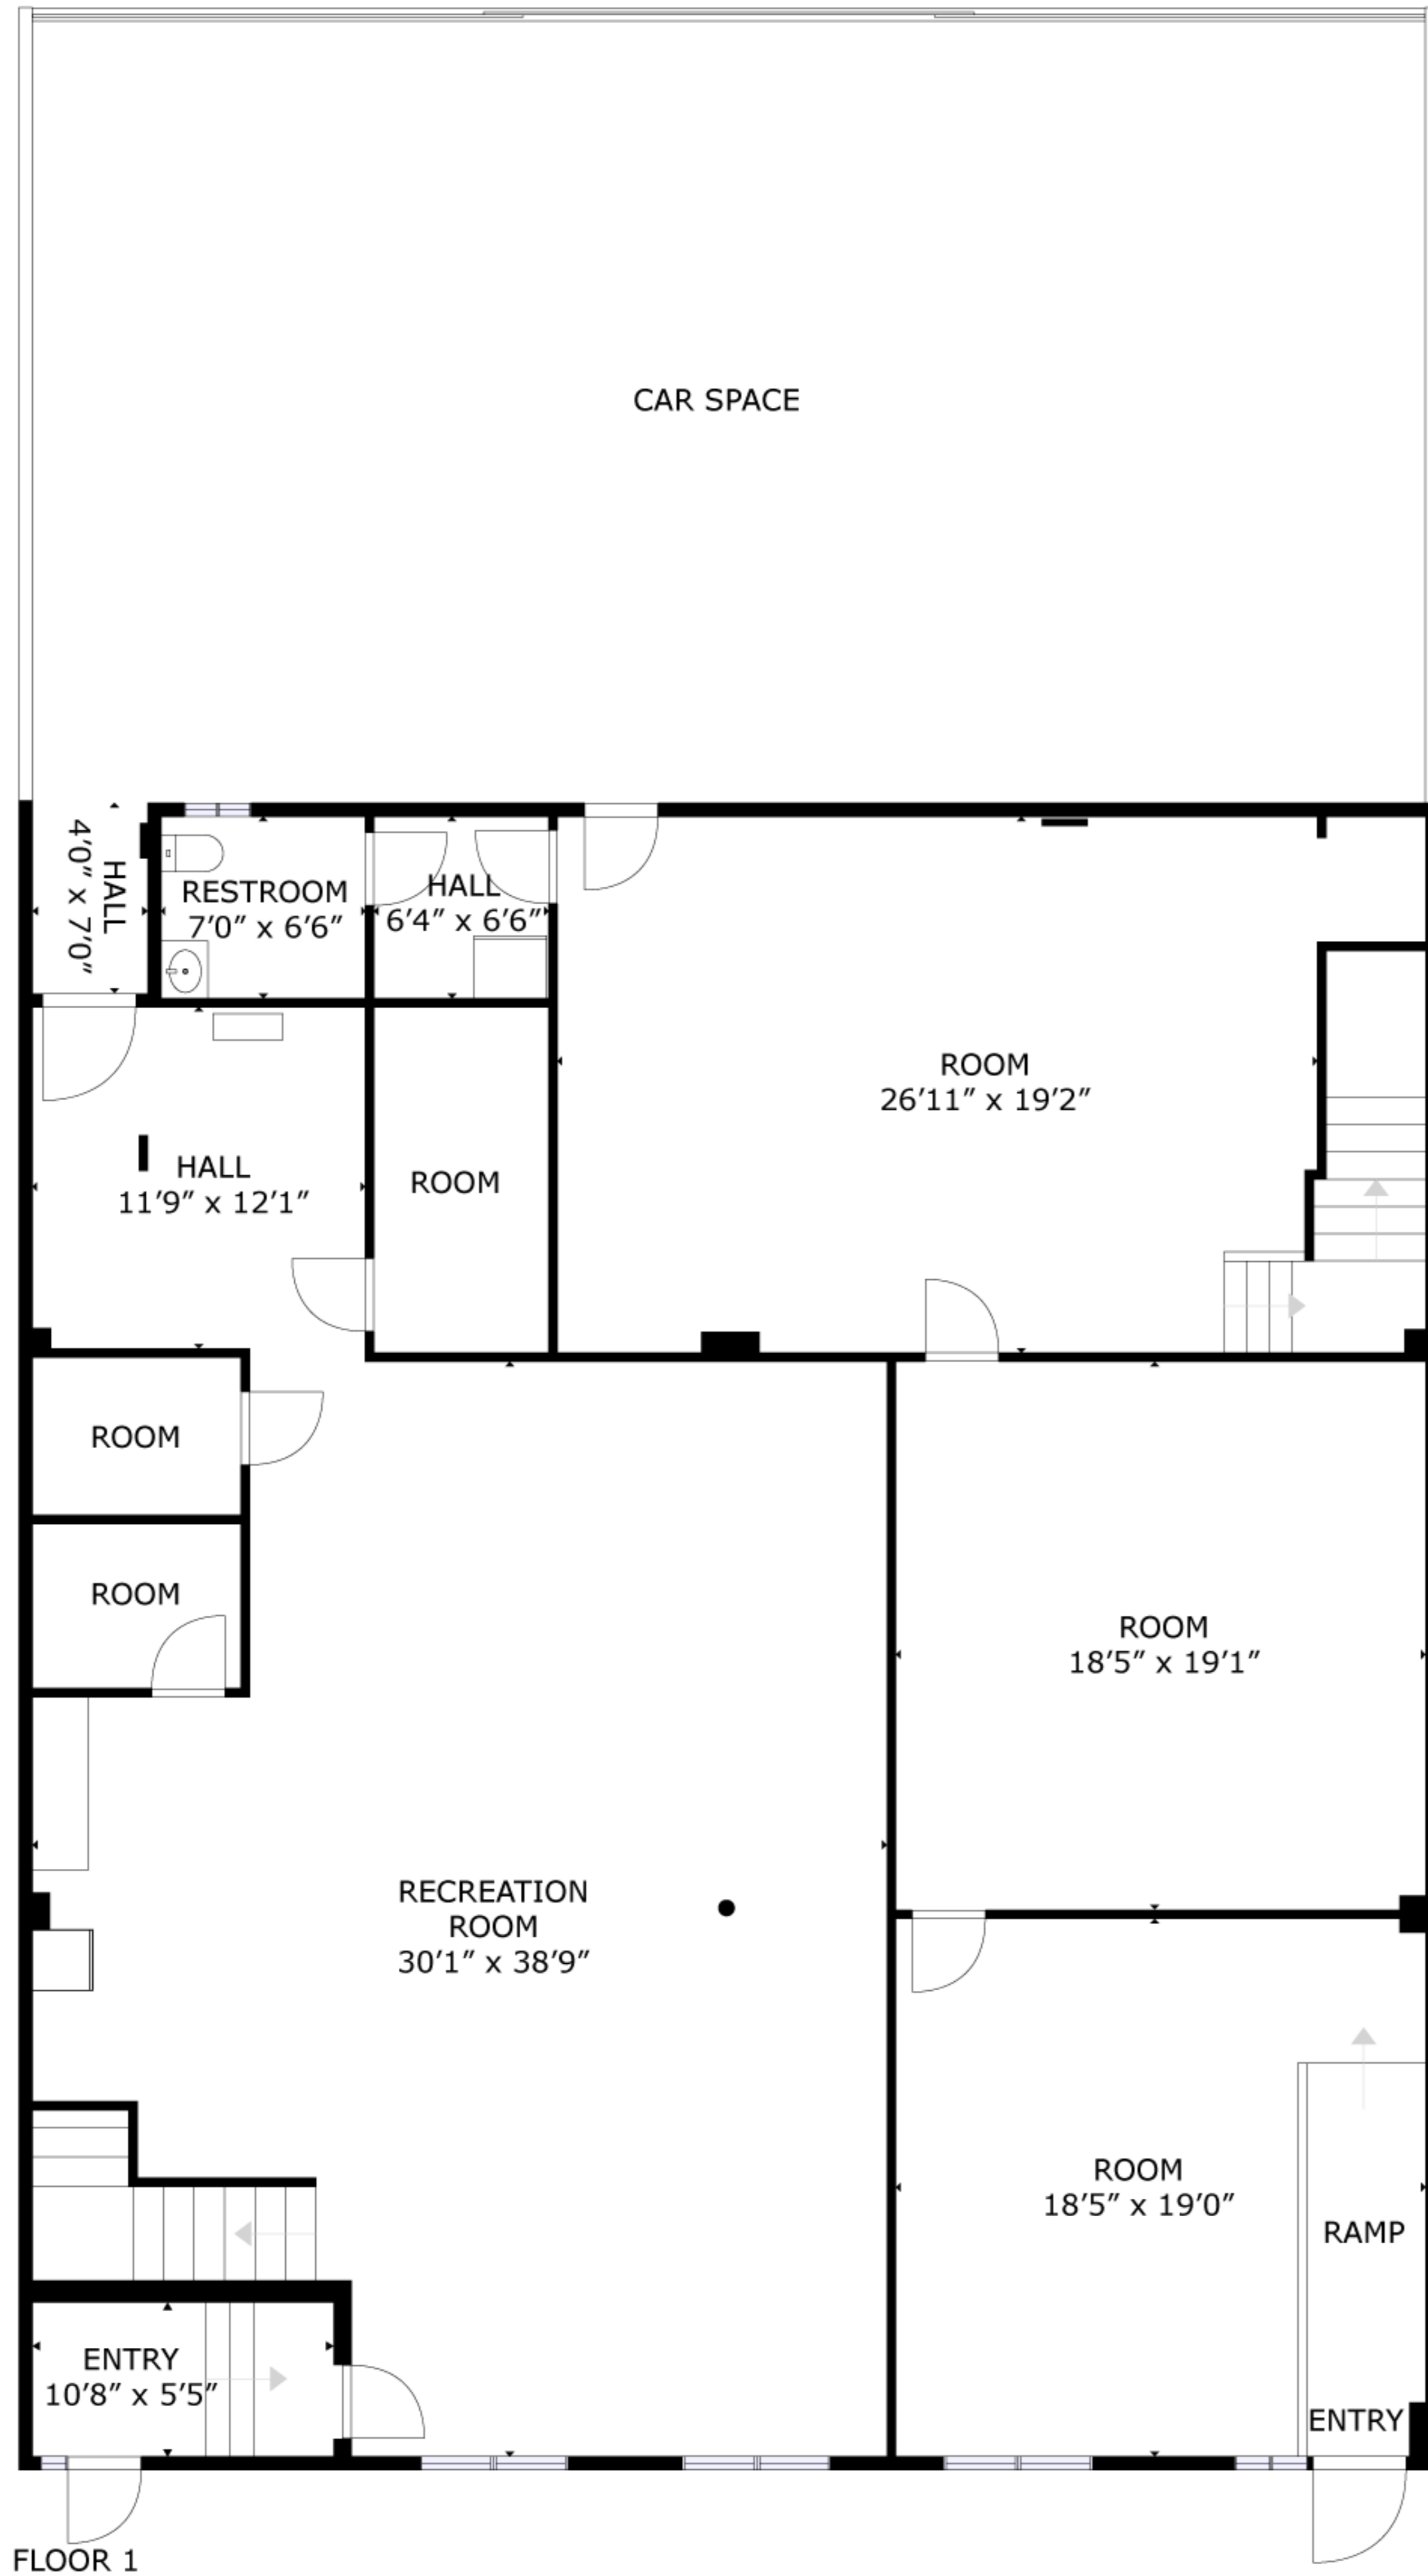 CAR SPACE
HALL
4'0" x 7'0"
RESTROOM
7'0" x 6'6"
HALL
6'4" x 6'6"
ROOM
26'11" x 19'2"
HALL
11'9" x 12'1"
ROOM
ROOM
ROOM
ROOM
18'5" x 19'1"
RECREATION
ROOM
30'1" x 38'9"
ROOM
18'5" x 19'0"
RAMP
ENTRY
10'8" x 5'5"
ENTRY
FLOOR 1